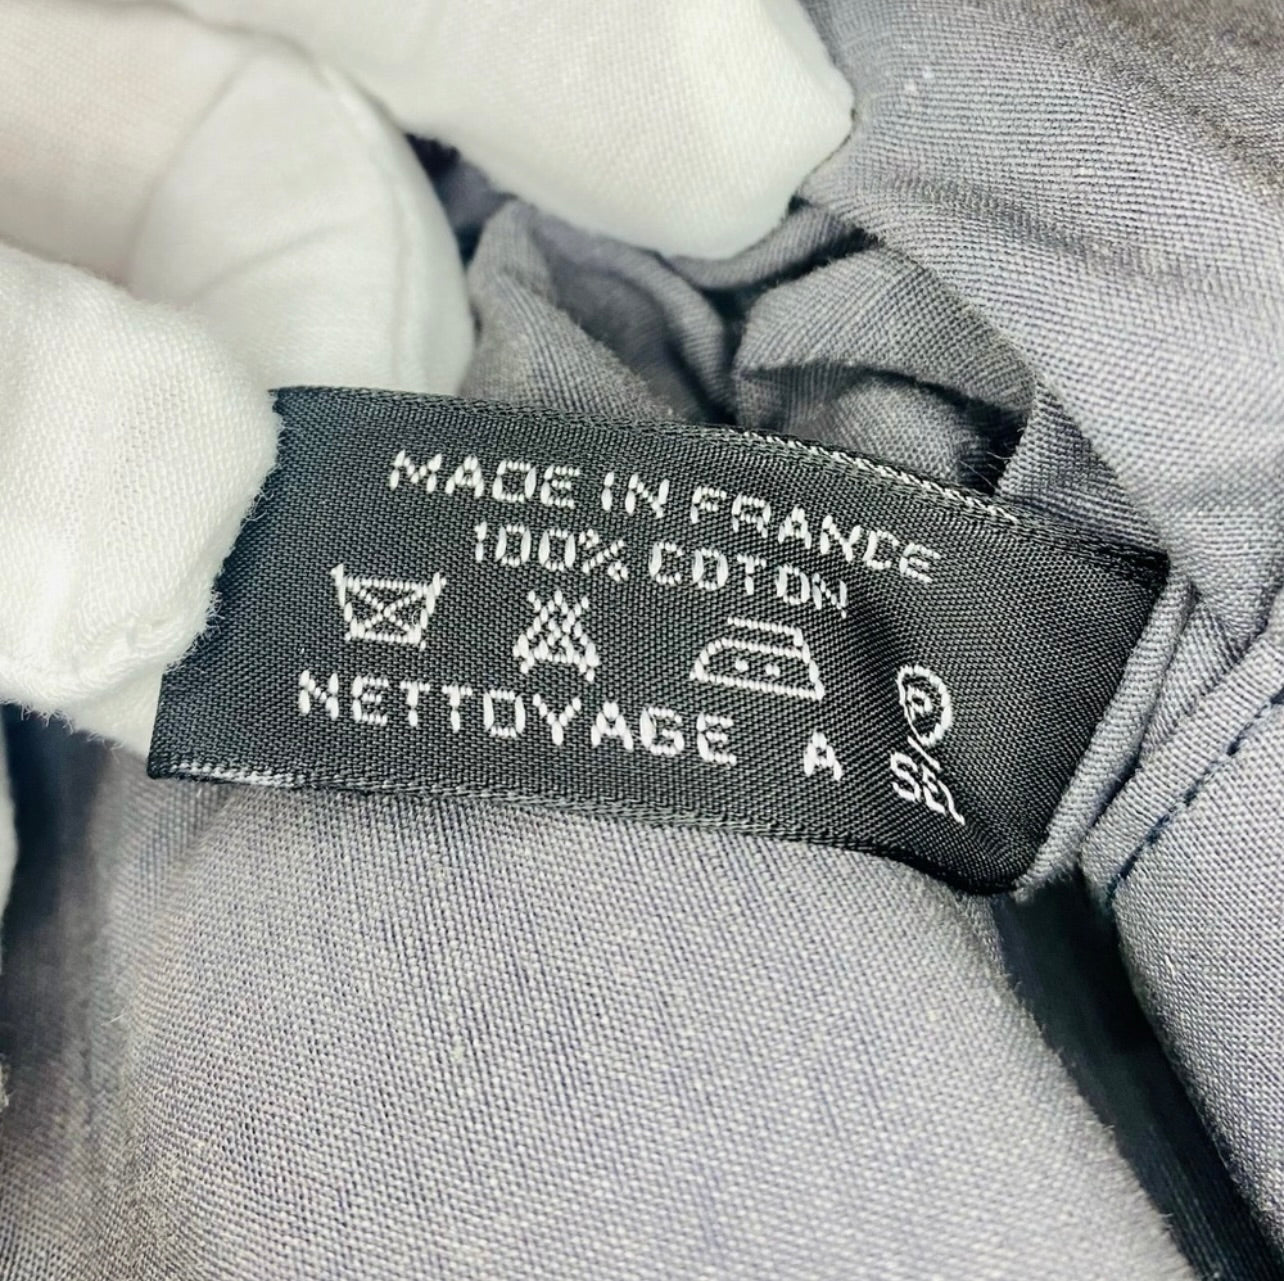 MADE IN FRANCE
100% COTON
P
NETTOYAGE A SEC